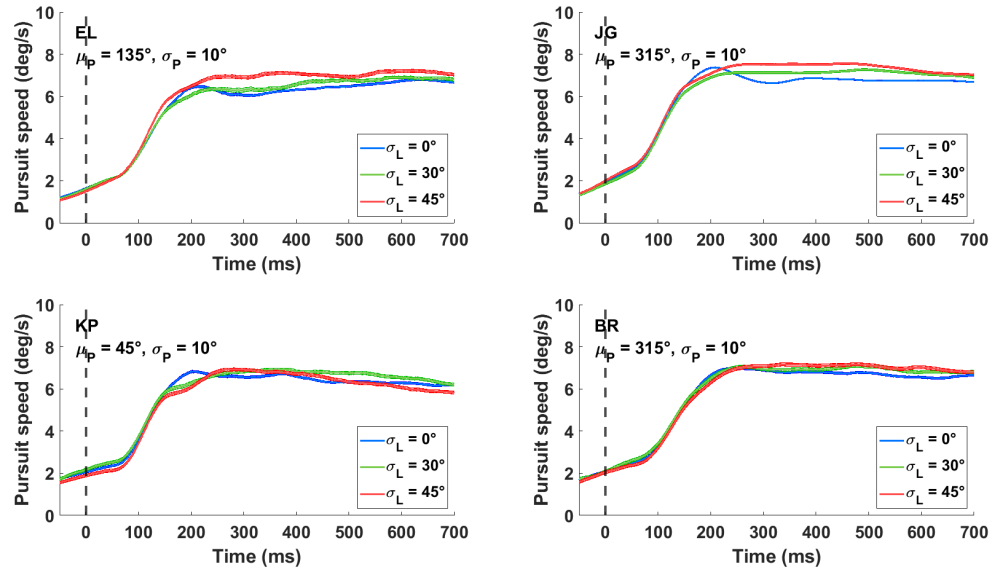 EL
μP = 135°, σP = 10°
Pursuit speed (deg/s)
10
8
6
4
2
0
σL = 0°
σL = 30°
σL = 45°
0 100 200 300 400 500 600 700
Time (ms)
JG
μP = 315°, σP = 10°
Pursuit speed (deg/s)
10
8
6
4
2
0
σL = 0°
σL = 30°
σL = 45°
0 100 200 300 400 500 600 700
Time (ms)
KP
μP = 45°, σP = 10°
Pursuit speed (deg/s)
10
8
6
4
2
0
σL = 0°
σL = 30°
σL = 45°
0 100 200 300 400 500 600 700
Time (ms)
BR
μP = 315°, σP = 10°
Pursuit speed (deg/s)
10
8
6
4
2
0
σL = 0°
σL = 30°
σL = 45°
0 100 200 300 400 500 600 700
Time (ms)